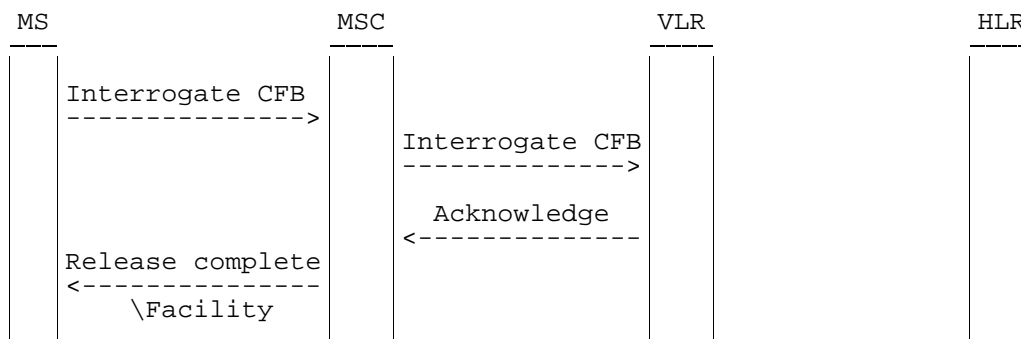 MS MSC VLR HLR
Interrogate CFB
--------------->
Interrogate CFB
-------------->
Acknowledge
<--------------
Release complete
<---------------
\Facility